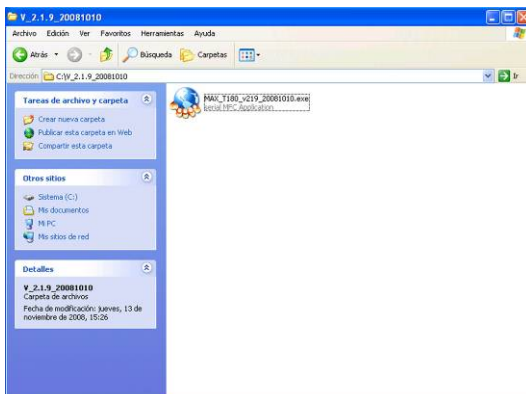 V_2.1.9_20081010
Archivo Edición Ver Favoritos Herramientas Ayuda
Atrás Búsqueda Carpetas
Dirección C:\V_2.1.9_20081010 Ir
Tareas de archivo y carpeta
Crear nueva carpeta
Publicar esta carpeta en Web
Compartir esta carpeta
Otros sitios
Sistema (C:)
Mis documentos
Mi PC
Mis sitios de red
Detalles
V_2.1.9_20081010
Carpeta de archivos
Fecha de modificación: jueves, 13 de
noviembre de 2008, 15:26
MAX_T180_v219_20081010.exe
serial MFC Application